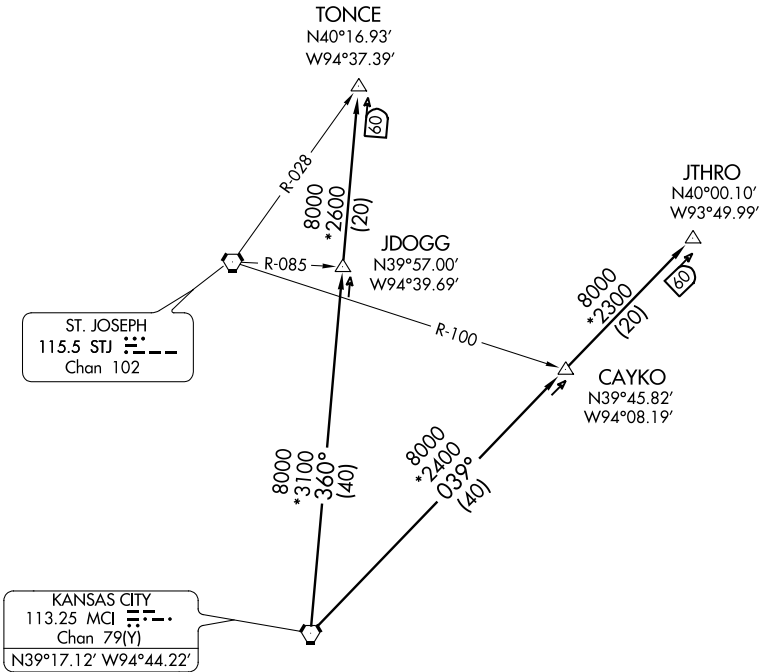 TONCE
N40°16.93′
W94°37.39′
60
R-028
8000
*2600
(20)
JTHRO
N40°00.10′
W93°49.99′
60
JDOGG
N39°57.00′
W94°39.69′
R-085
8000
*2300
(20)
R-100
ST. JOSEPH
115.5 STJ
Chan 102
CAYKO
N39°45.82′
W94°08.19′
8000
*3100
360°
(40)
8000
*2400
039°
(40)
KANSAS CITY
113.25 MCI
Chan 79(Y)
N39°17.12′ W94°44.22′